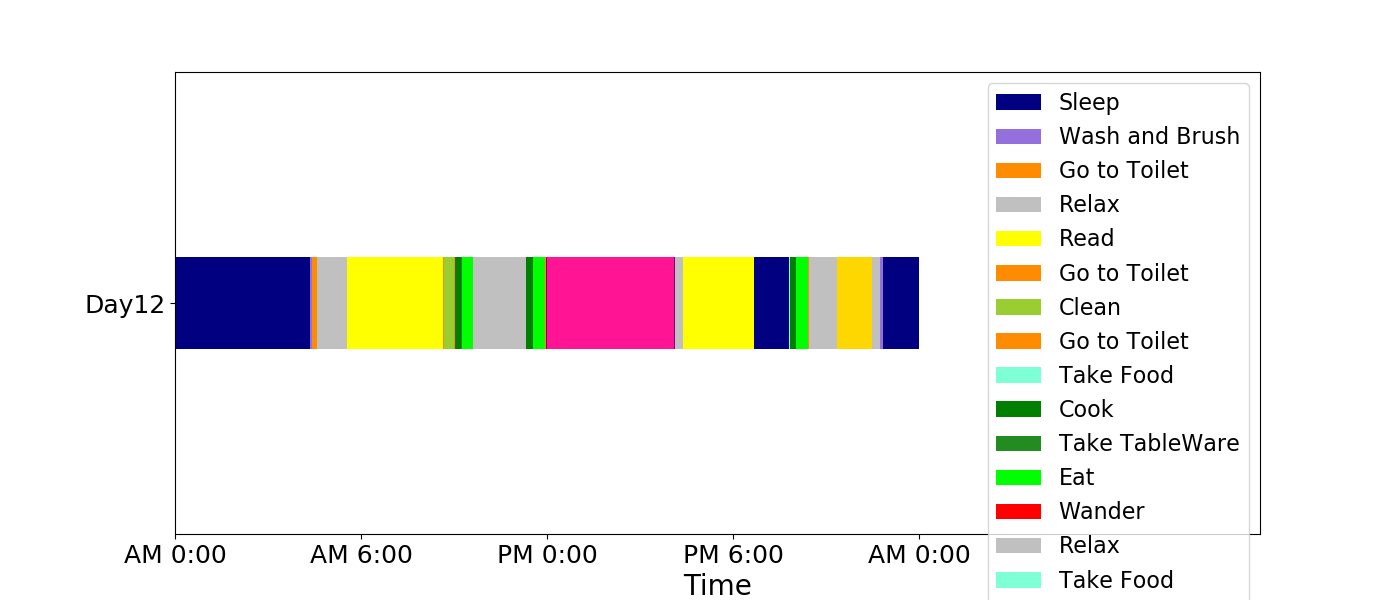 Sleep
Wash and Brush
Go to Toilet
Relax
Read
Go to Toilet
Clean
Go to Toilet
Take Food
Cook
Take TableWare
Eat
Wander
Relax
Take Food
Day12
AM 0:00 AM 6:00 PM 0:00 PM 6:00 AM 0:00
Time